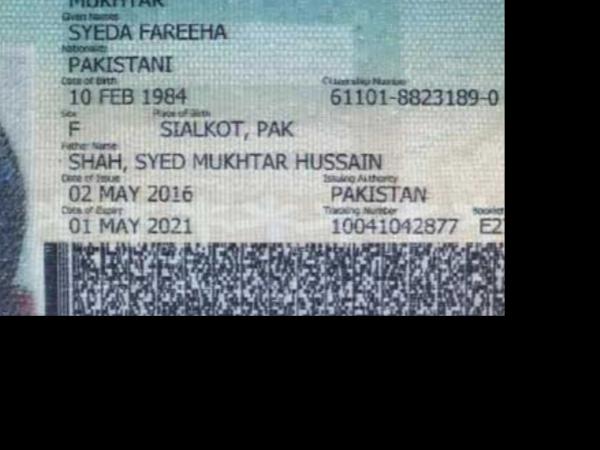 MUKHTAR
Given Names
SYEDA FAREEHA
Nationality
PAKISTANI
Date of Birth Citizenship Number
10 FEB 1984 61101-8823189-0
Sex Place of Birth
F SIALKOT, PAK
Father Name
SHAH, SYED MUKHTAR HUSSAIN
Date of Issue Issuing Authority
02 MAY 2016 PAKISTAN
Date of Expiry Tracking Number
01 MAY 2021 10041042877 E2